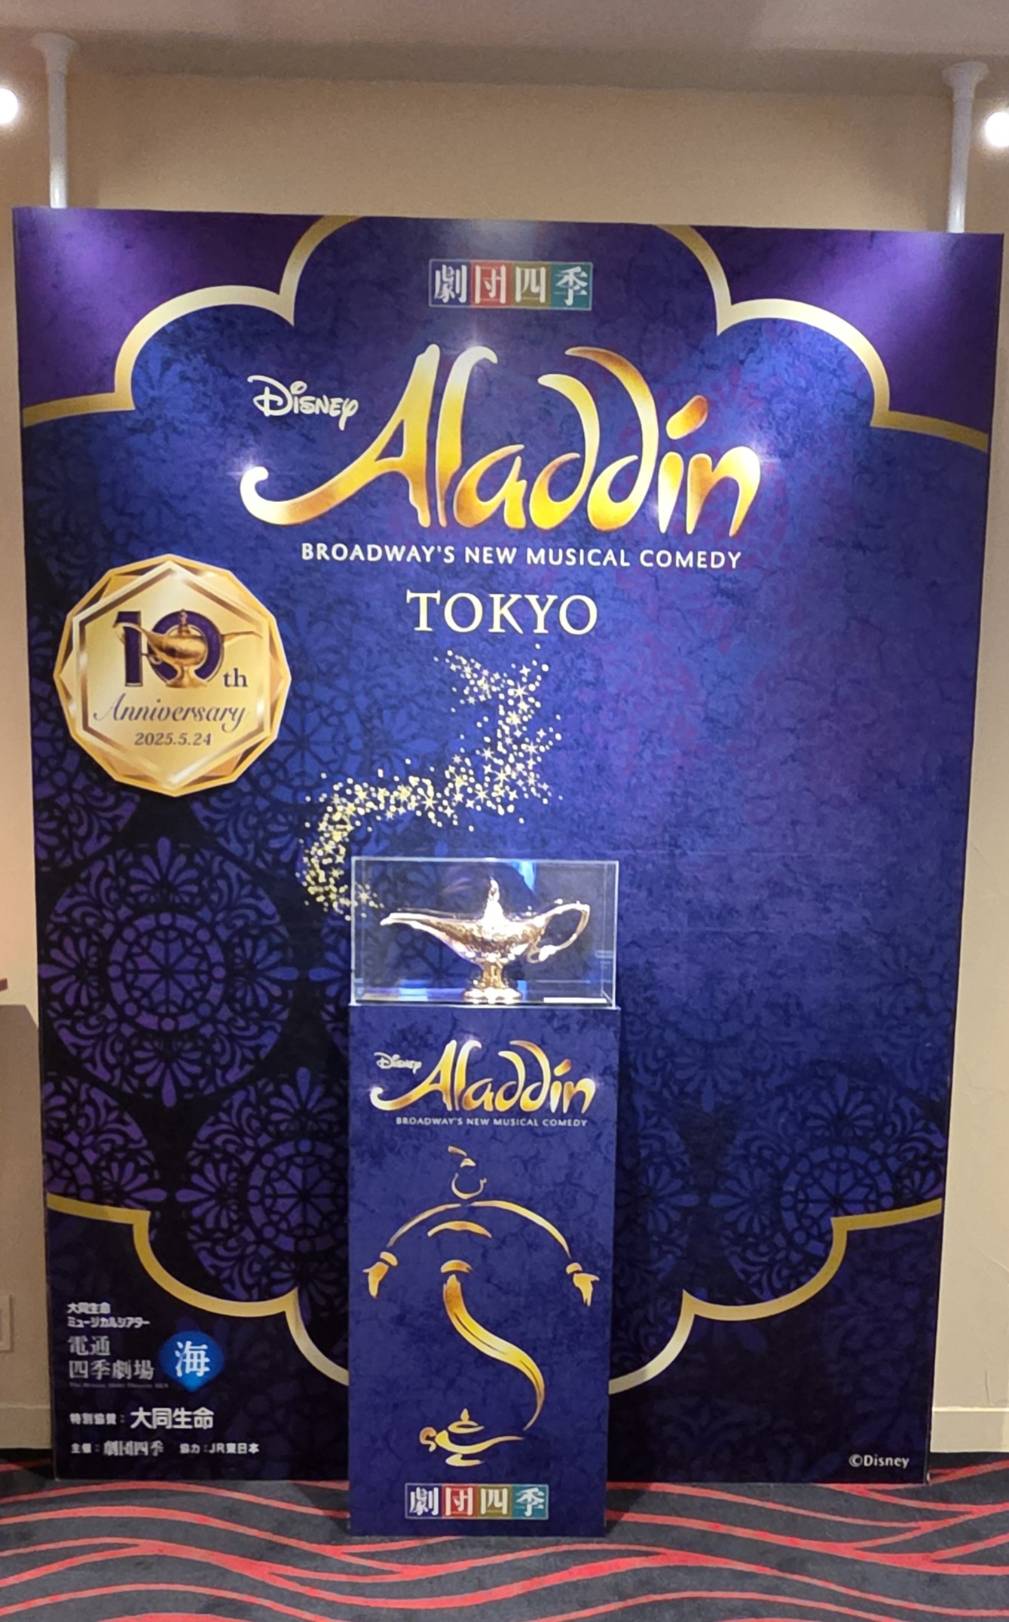 劇団四季
Disney
Aladdin
BROADWAY'S NEW MUSICAL COMEDY
TOKYO
10th
Anniversary
2025.5.24
Disney
Aladdin
BROADWAY'S NEW MUSICAL COMEDY
大同生命
ミュージカルシアター
電通
四季劇場 海
特別協賛：大同生命
主催：劇団四季 協力：JR東日本
©Disney
劇団四季